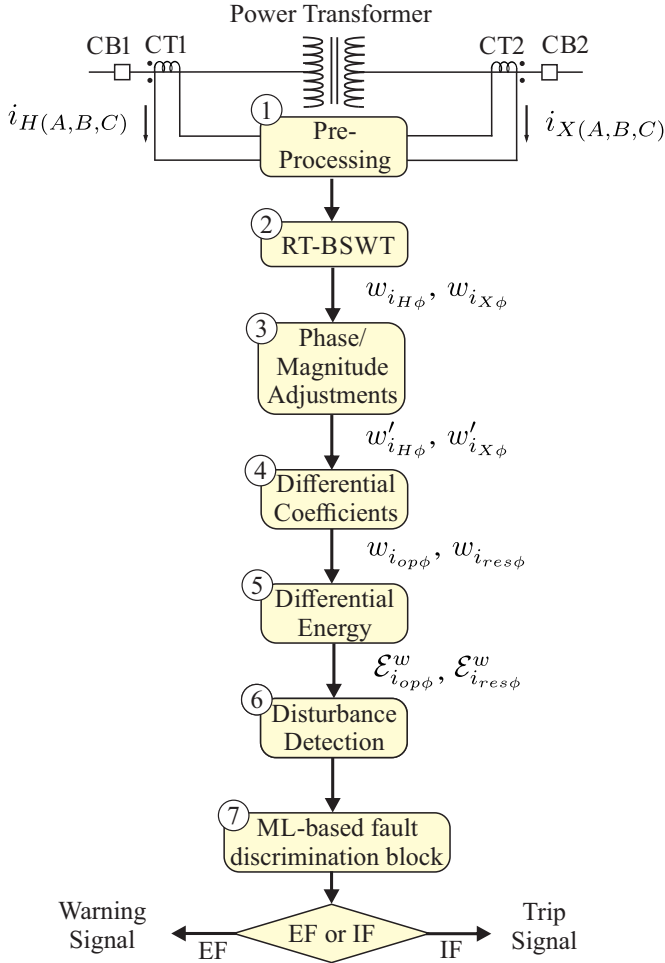 Power Transformer
CB1 CT1 CT2 CB2
i_{H(A,B,C)} i_{X(A,B,C)}
1
Pre-
Processing
2
RT-BSWT
w_{i_{Hϕ}}, w_{i_{Xϕ}}
3
Phase/
Magnitude
Adjustments
w'_{i_{Hϕ}}, w'_{i_{Xϕ}}
4
Differential
Coefficients
w_{i_{opϕ}}, w_{i_{resϕ}}
5
Differential
Energy
ℰ^w_{i_{opϕ}}, ℰ^w_{i_{resϕ}}
6
Disturbance
Detection
7
ML-based fault
discrimination block
Warning
Signal
EF
EF or IF
IF
Trip
Signal